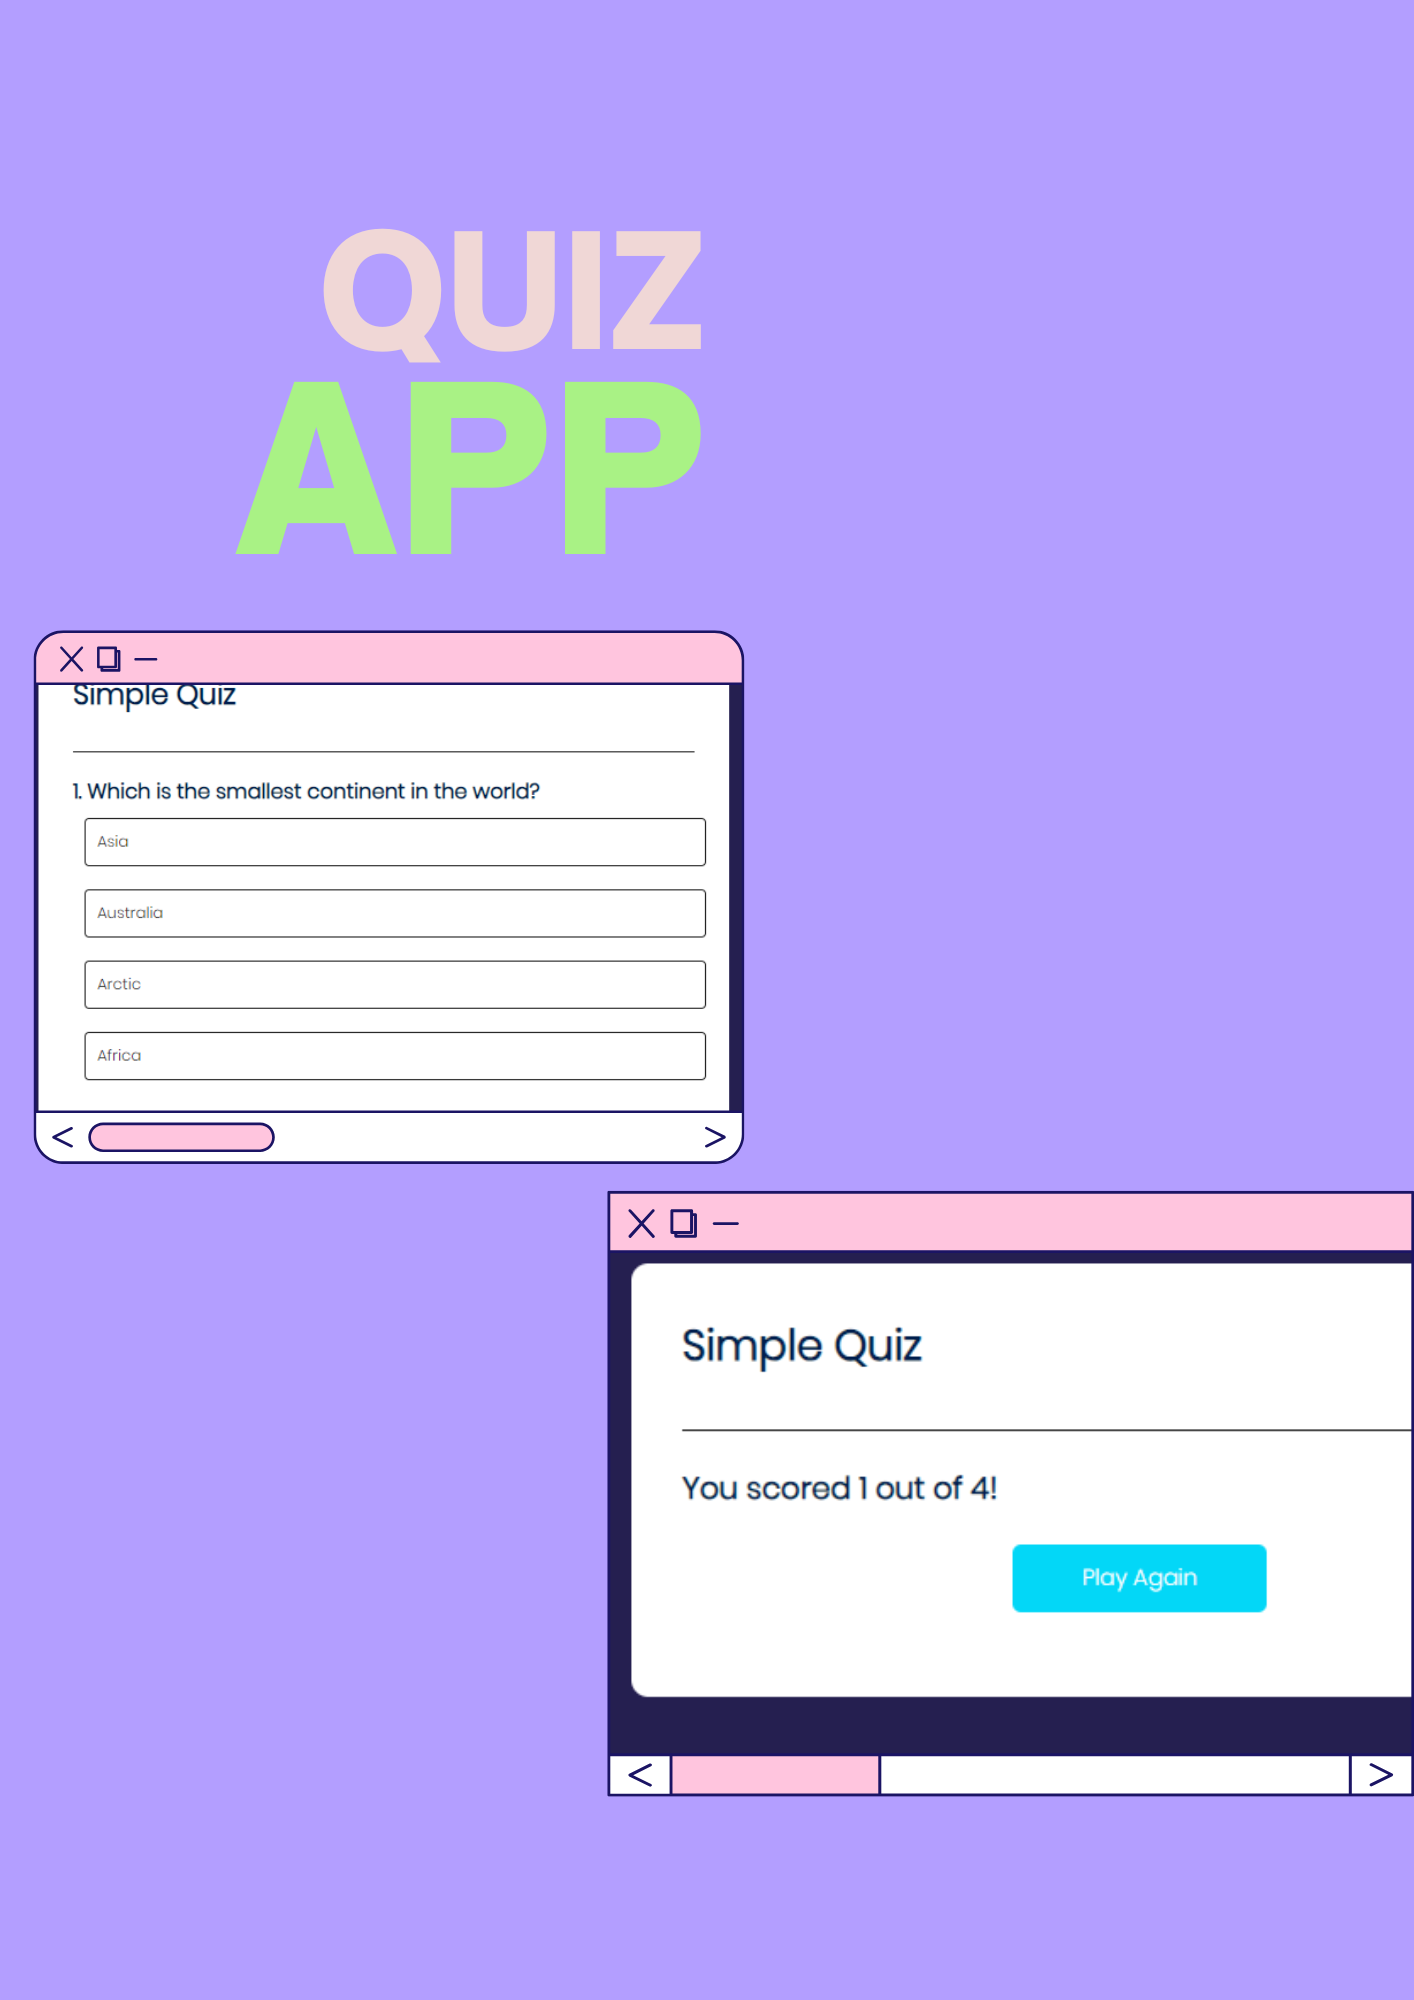 QUIZ
APP
Simple Quiz
1. Which is the smallest continent in the world?
Asia
Australia
Arctic
Africa
Simple Quiz
You scored 1 out of 4!
Play Again